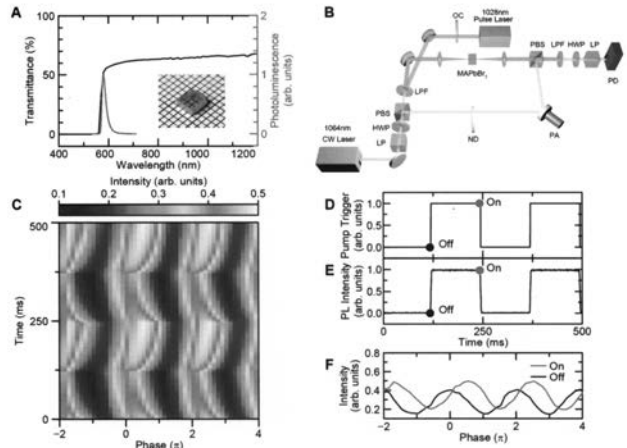 A
Transmittance (%)
100
50
0
2
1
0
Photoluminescence
(arb. units)
400 600 800 1000 1200
Wavelength (nm)
B
OC
1028nm
Pulse Laser
PBS LPF HWP LP
MAPbBr₃
PD
LPF
PBS
HWP
LP
ND
PA
1064nm
CW Laser
Intensity (arb. units)
0.1 0.2 0.3 0.4 0.5
C
Time (ms)
500
250
0
-2 0 2 4
Phase (π)
D
Pump Trigger
(arb. units)
1.0
0.5
0.0
On
Off
E
PL Intensity
(arb. units)
1.0
0.5
0.0
On
Off
0 250 500
Time (ms)
F
Intensity
(arb. units)
0.8
0.6
0.4
0.2
On
Off
-2 -1 0 1 2 3 4
Phase (π)